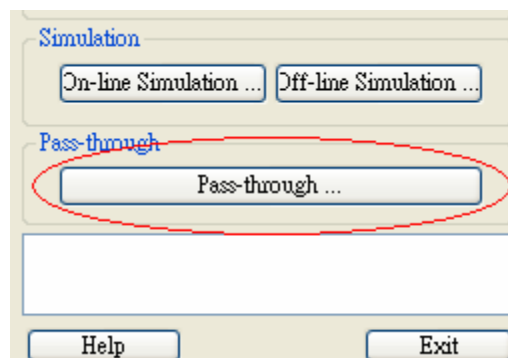 Simulation
On-line Simulation ... Off-line Simulation ...
Pass-through
Pass-through ...
Help Exit